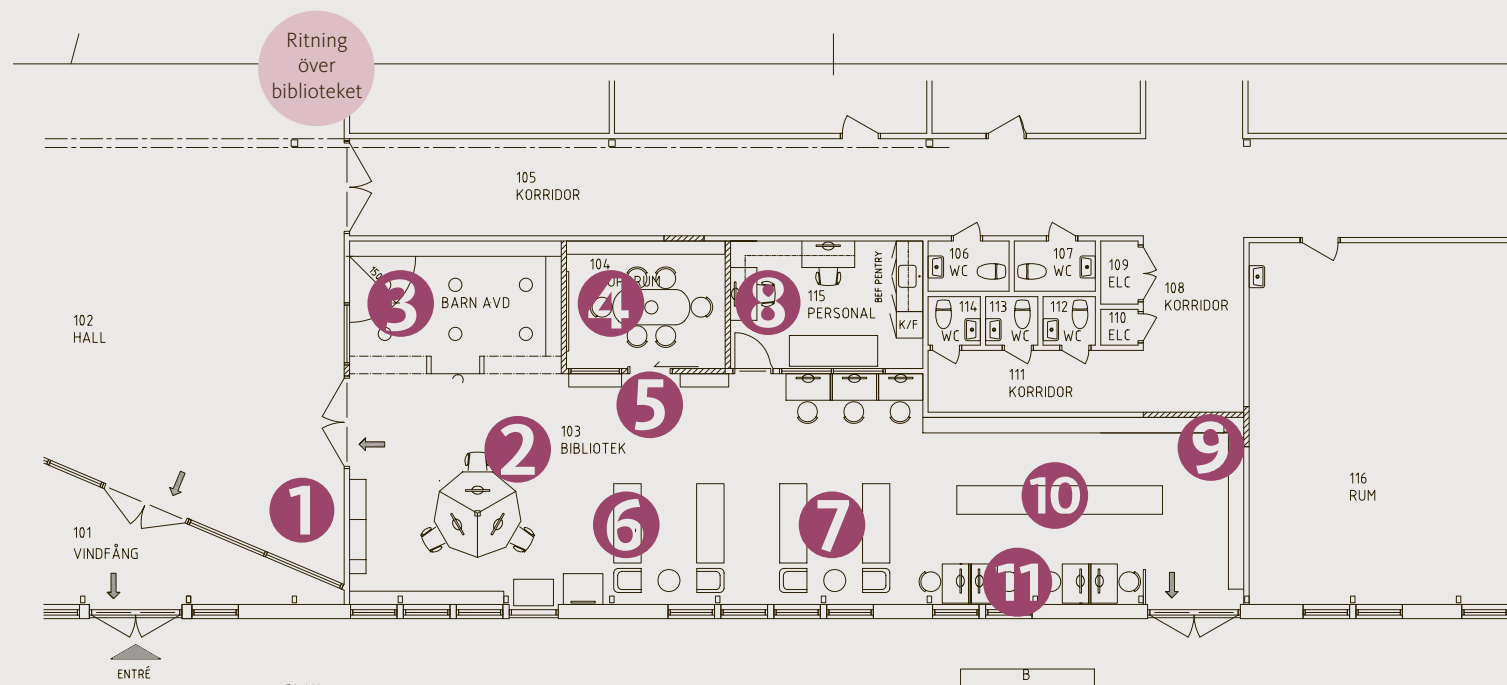 Ritning
över
biblioteket
105
KORRIDOR
104
106
WC
107
WC
109
ELC
108
KORRIDOR
150
3
BARN AVD
4
8
115
PERSONAL
BEF PENTRY
K/F
114
WC
113
WC
112
WC
110
ELC
102
HALL
111
KORRIDOR
5
2
103
BIBLIOTEK
9
10
116
RUM
1
6
7
101
VINDFÅNG
11
ENTRÉ
B